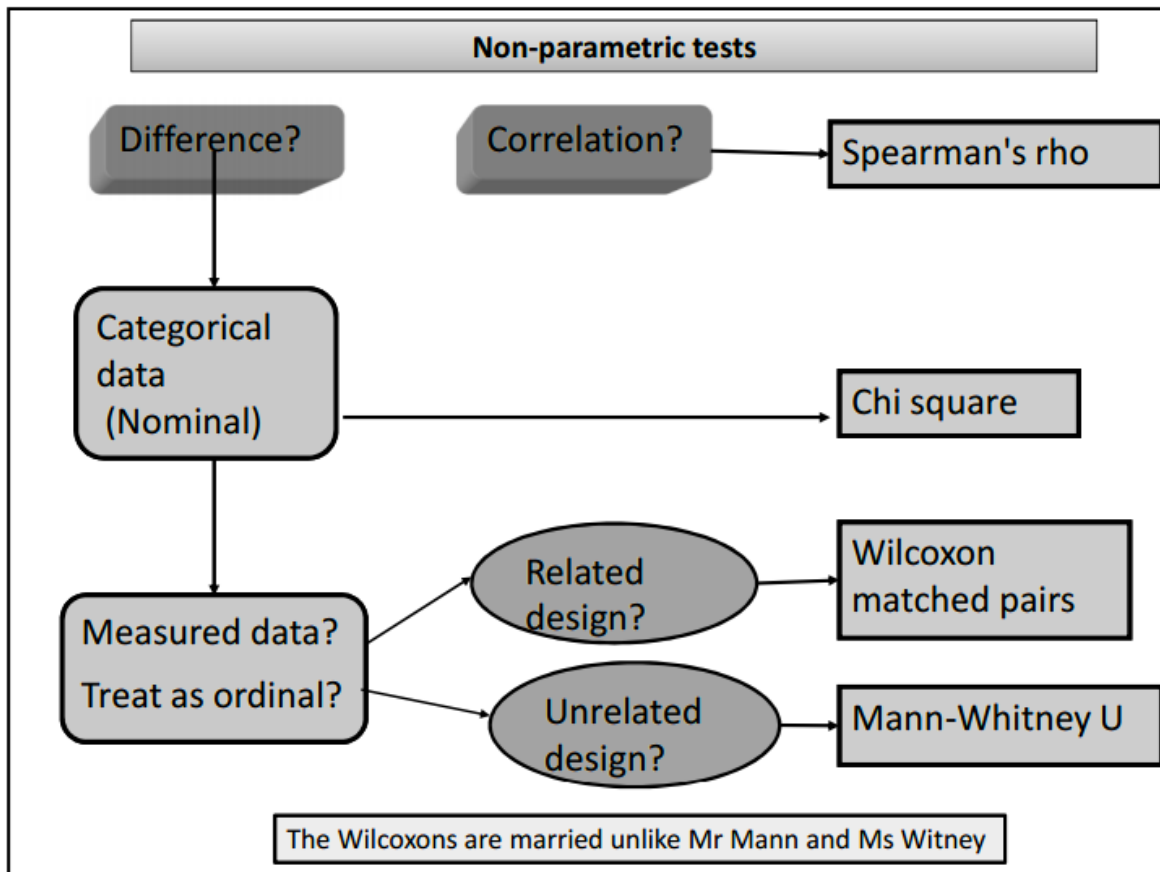 Non-parametric tests
Difference?
Correlation?
Spearman's rho
Categorical
data
(Nominal)
Chi square
Measured data?
Treat as ordinal?
Related
design?
Wilcoxon
matched pairs
Unrelated
design?
Mann-Whitney U
The Wilcoxons are married unlike Mr Mann and Ms Witney